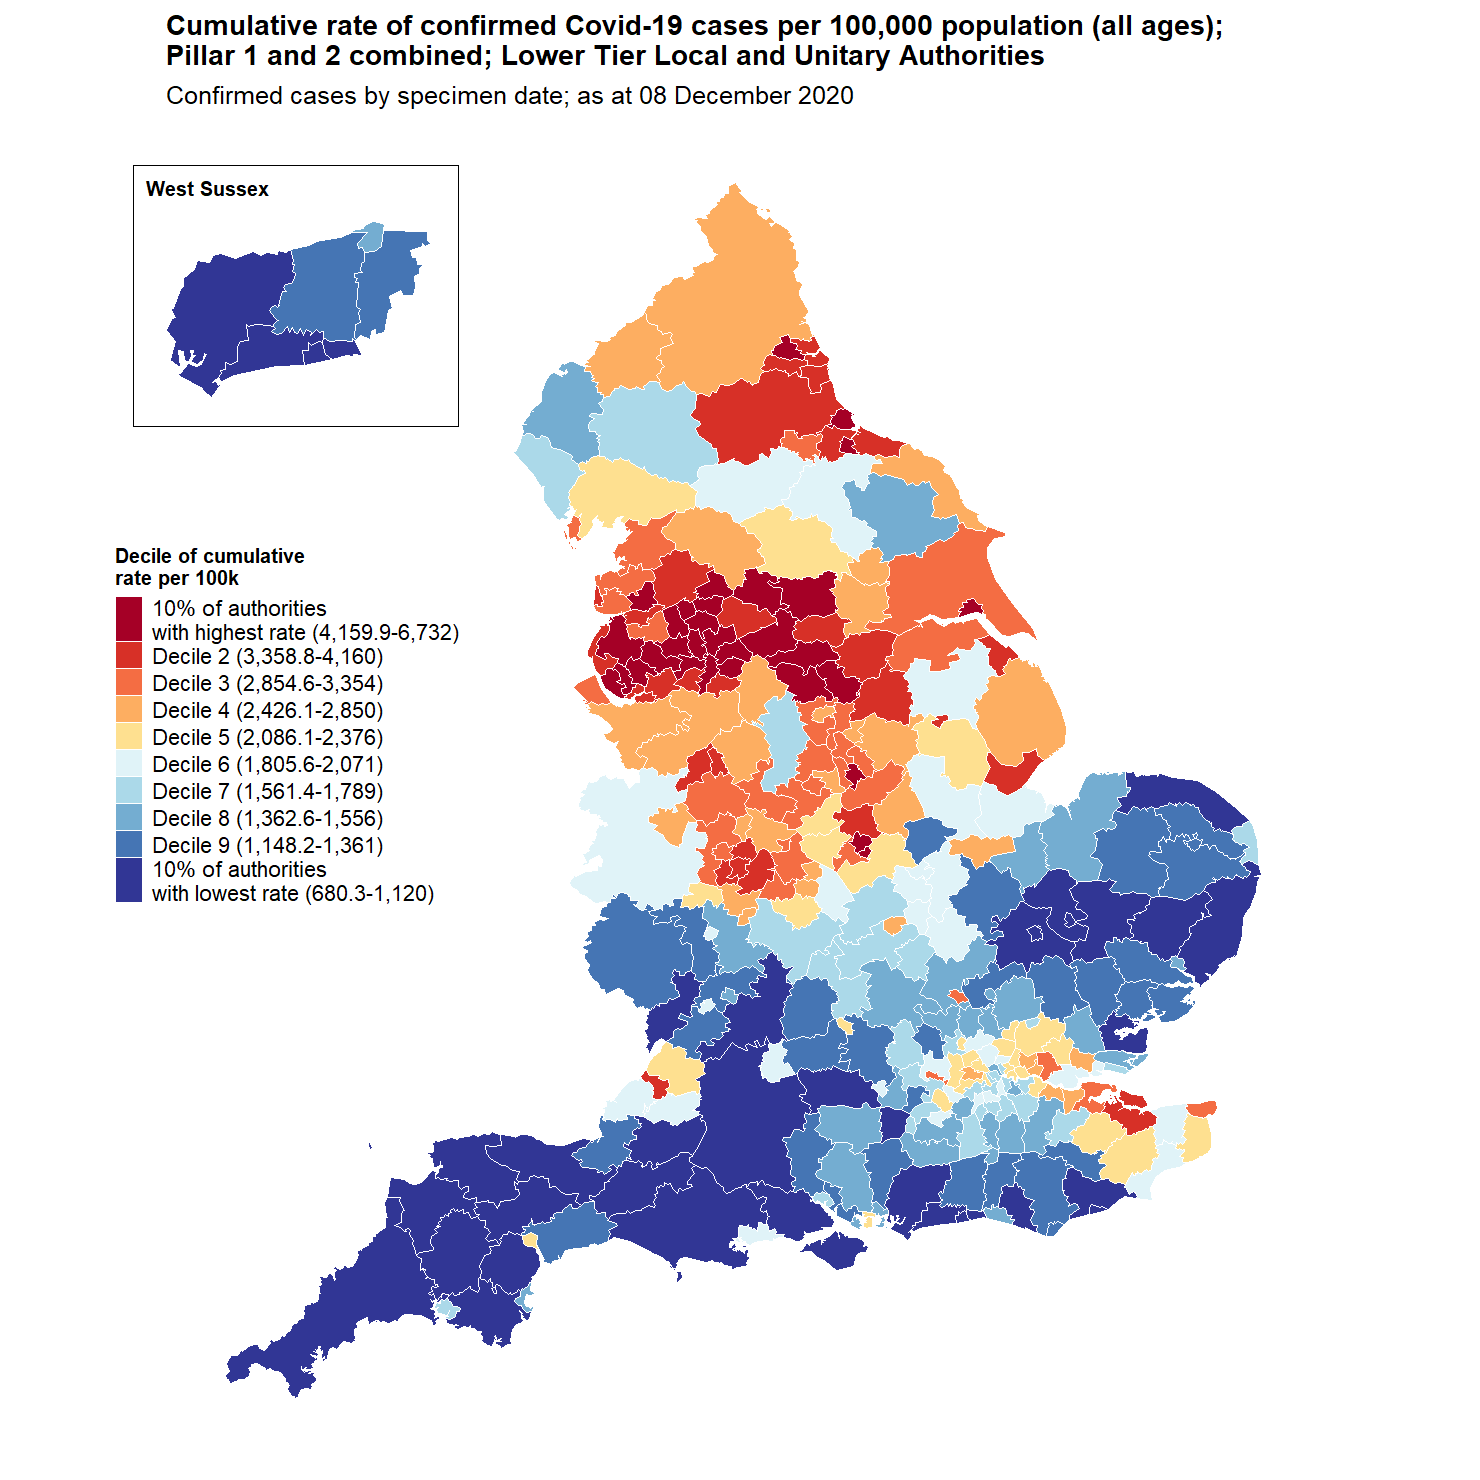 Cumulative rate of confirmed Covid-19 cases per 100,000 population (all ages);
Pillar 1 and 2 combined; Lower Tier Local and Unitary Authorities
Confirmed cases by specimen date; as at 08 December 2020
West Sussex
Decile of cumulative
rate per 100k
10% of authorities
with highest rate (4,159.9-6,732)
Decile 2 (3,358.8-4,160)
Decile 3 (2,854.6-3,354)
Decile 4 (2,426.1-2,850)
Decile 5 (2,086.1-2,376)
Decile 6 (1,805.6-2,071)
Decile 7 (1,561.4-1,789)
Decile 8 (1,362.6-1,556)
Decile 9 (1,148.2-1,361)
10% of authorities
with lowest rate (680.3-1,120)